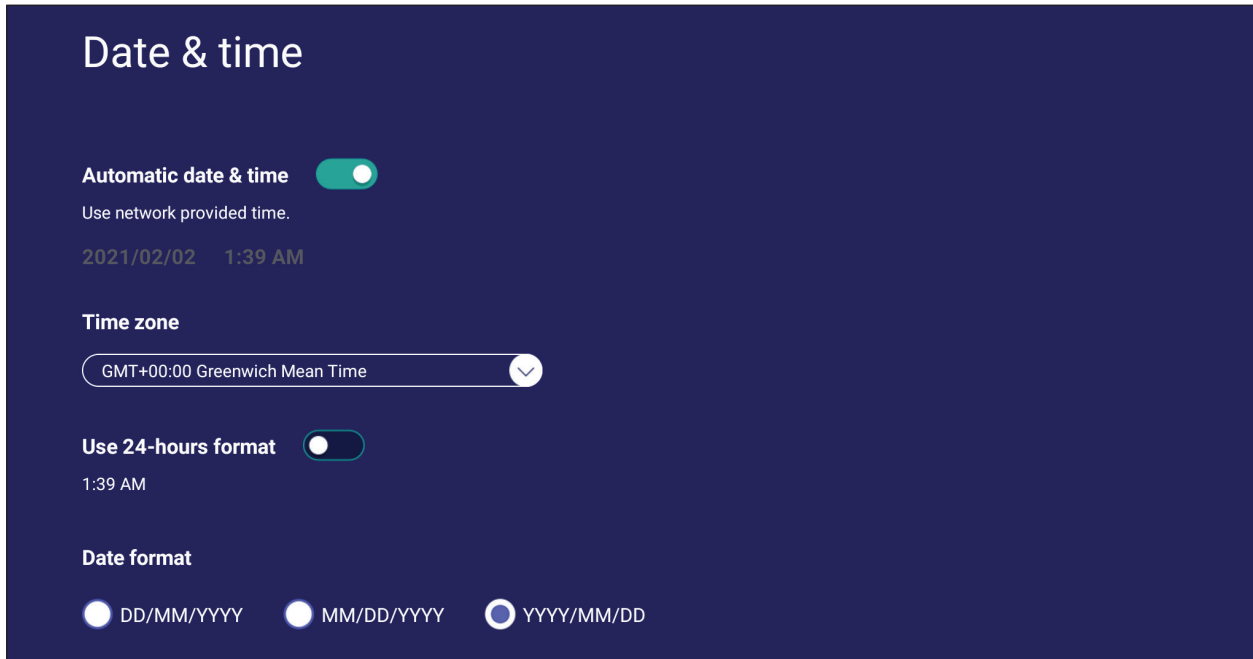 Date & time
Automatic date & time
Use network provided time.
2021/02/02 1:39 AM
Time zone
GMT+00:00 Greenwich Mean Time
Use 24-hours format
1:39 AM
Date format
DD/MM/YYYY MM/DD/YYYY YYYY/MM/DD